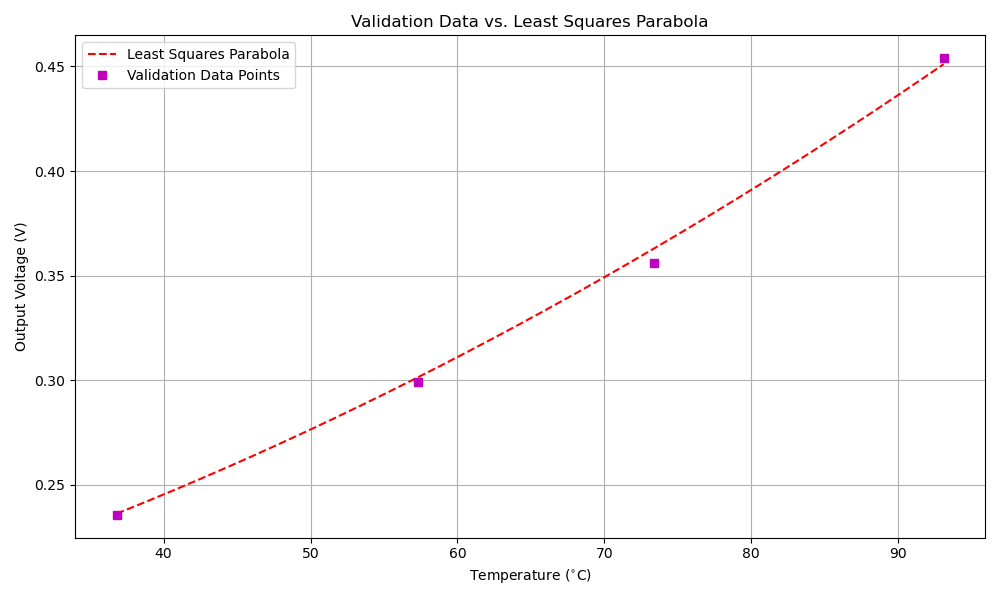 Validation Data vs. Least Squares Parabola
Least Squares Parabola
Validation Data Points
0.45
0.40
0.35
0.30
0.25
Output Voltage (V)
40 50 60 70 80 90
Temperature (°C)